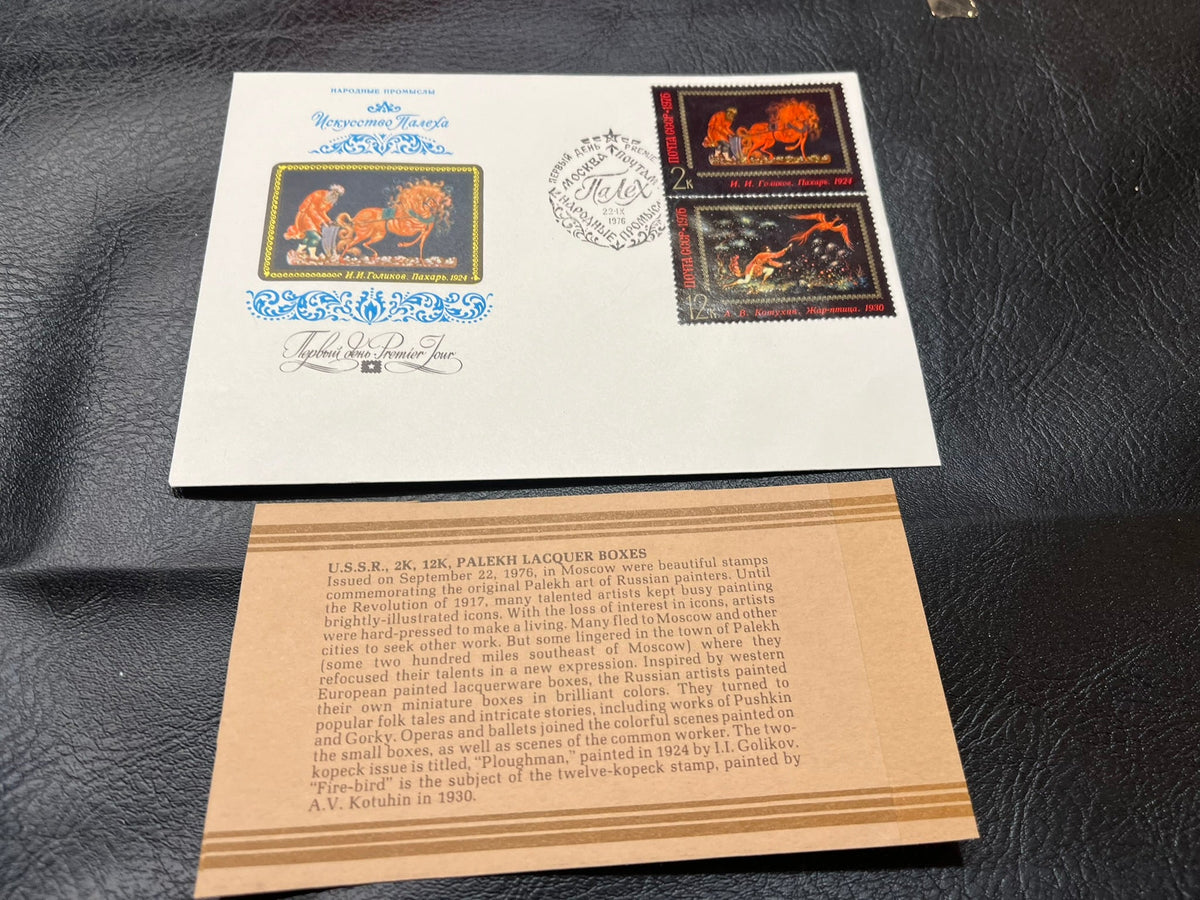 НАРОДНЫЕ ПРОМЫСЛЫ
Искусство Палеха
И.И.Голиков. Пахарь. 1924
Первый день Premier Jour
ПЕРВЫЙ ДЕНЬ PREMIE
МОСКВА ПОЧТАМ
ПаЛех
22·IX
1976
НАРОДНЫЕ ПРОМЫС
ПОЧТА СССР·1976
2к
И. И. Голиков. Пахарь. 1924
ПОЧТА СССР·1976
12к
А. В. Котухин. Жар-птица. 1930
U.S.S.R., 2K, 12K, PALEKH LACQUER BOXES
Issued on September 22, 1976, in Moscow were beautiful stamps
commemorating the original Palekh art of Russian painters. Until
the Revolution of 1917, many talented artists kept busy painting
brightly-illustrated icons. With the loss of interest in icons, artists
were hard-pressed to make a living. Many fled to Moscow and other
cities to seek other work. But some lingered in the town of Palekh
(some two hundred miles southeast of Moscow) where they
refocused their talents in a new expression. Inspired by western
European painted lacquerware boxes, the Russian artists painted
their own miniature boxes in brilliant colors. They turned to
popular folk tales and intricate stories, including works of Pushkin
and Gorky. Operas and ballets joined the colorful scenes painted on
the small boxes, as well as scenes of the common worker. The two-
kopeck issue is titled, "Ploughman," painted in 1924 by I.I. Golikov.
"Fire-bird" is the subject of the twelve-kopeck stamp, painted by
A.V. Kotuhin in 1930.